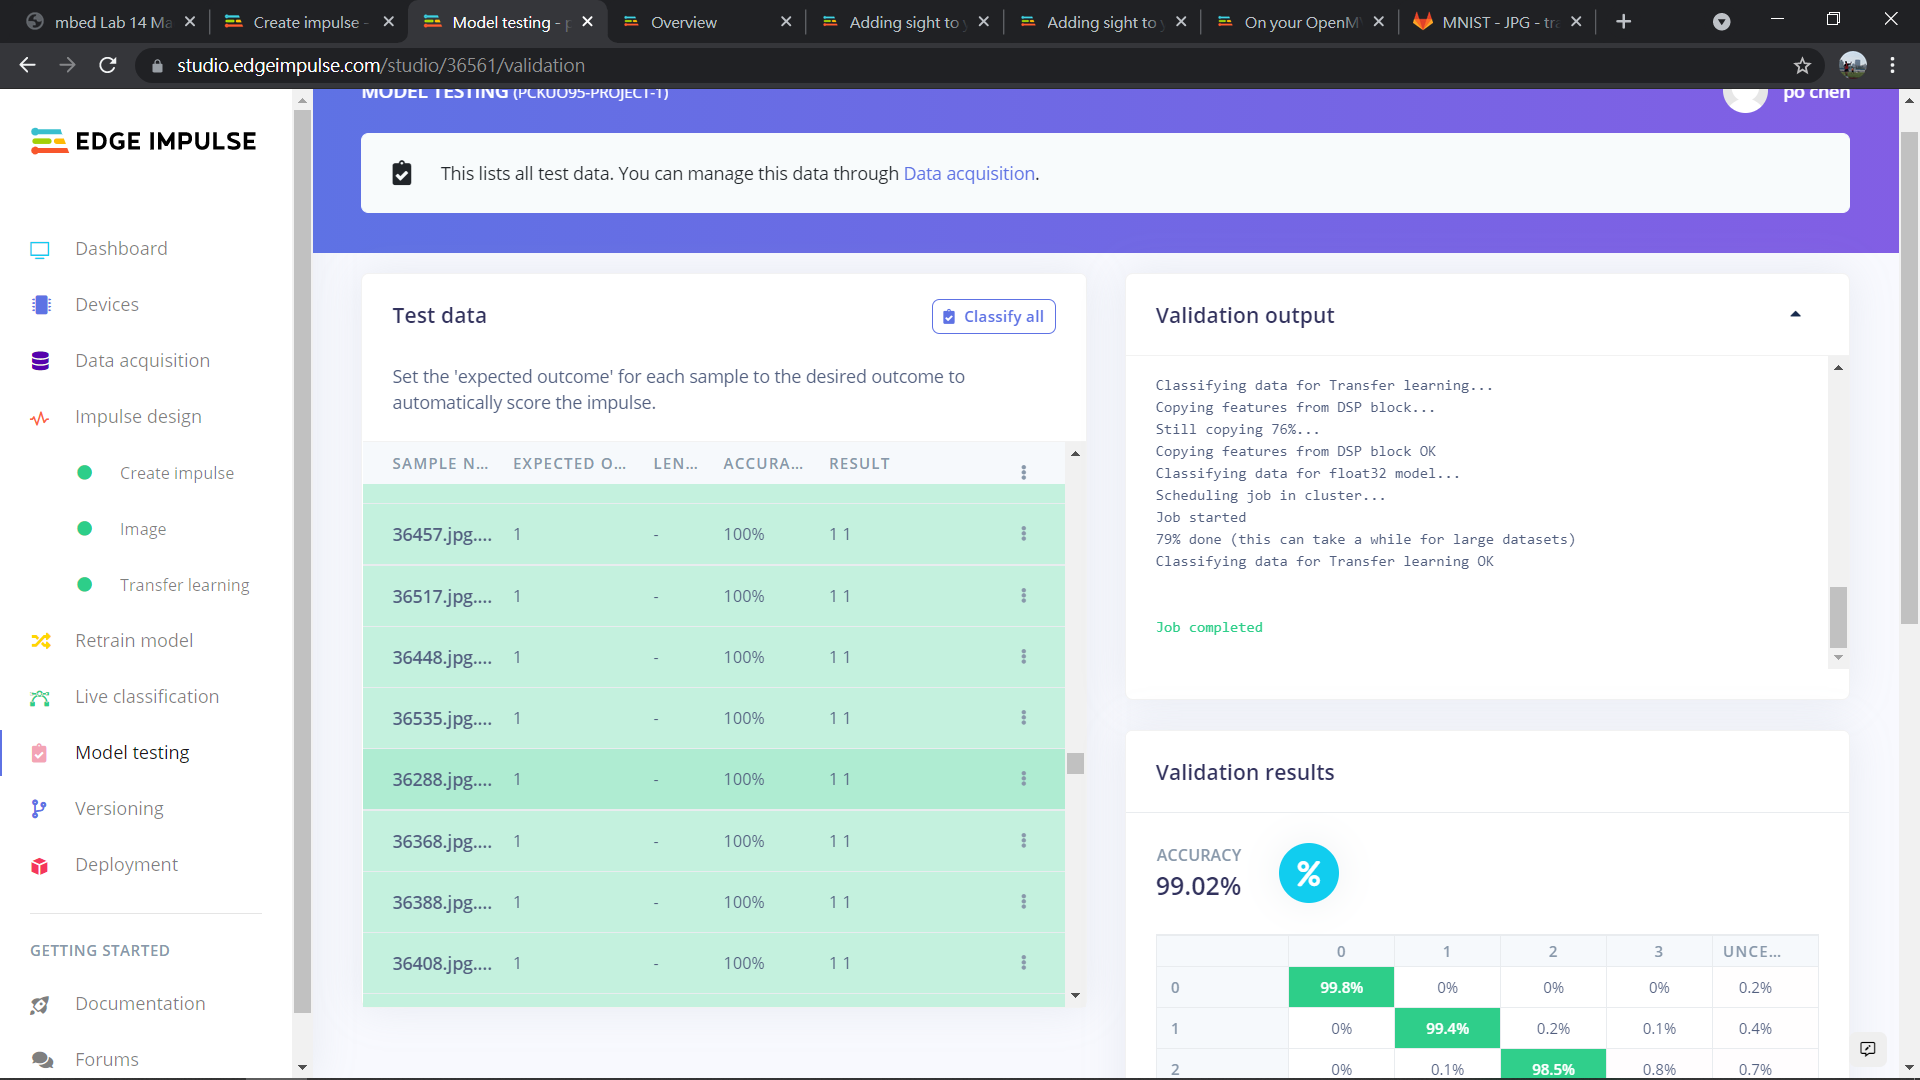 mbed Lab 14 Ma
Create impulse -
Model testing - p
Overview
Adding sight to y
Adding sight to y
On your OpenM
MNIST - JPG - tra
studio.edgeimpulse.com/studio/36561/validation
EDGE IMPULSE
Dashboard
Devices
Data acquisition
Impulse design
Create impulse
Image
Transfer learning
Retrain model
Live classification
Model testing
Versioning
Deployment
GETTING STARTED
Documentation
Forums
MODEL TESTING (PCKUO95-PROJECT-1)
po chen
This lists all test data. You can manage this data through Data acquisition.
Test data
Classify all
Set the 'expected outcome' for each sample to the desired outcome to
automatically score the impulse.
SAMPLE N... EXPECTED O... LEN... ACCURA... RESULT
36457.jpg.... 1 - 100% 1 1
36517.jpg.... 1 - 100% 1 1
36448.jpg.... 1 - 100% 1 1
36535.jpg.... 1 - 100% 1 1
36288.jpg.... 1 - 100% 1 1
36368.jpg.... 1 - 100% 1 1
36388.jpg.... 1 - 100% 1 1
36408.jpg.... 1 - 100% 1 1
Validation output
Classifying data for Transfer learning...
Copying features from DSP block...
Still copying 76%...
Copying features from DSP block OK
Classifying data for float32 model...
Scheduling job in cluster...
Job started
79% done (this can take a while for large datasets)
Classifying data for Transfer learning OK
Job completed
Validation results
ACCURACY
99.02%
%
0 1 2 3 UNCE...
0 99.8% 0% 0% 0% 0.2%
1 0% 99.4% 0.2% 0.1% 0.4%
2 0% 0.1% 98.5% 0.8% 0.7%